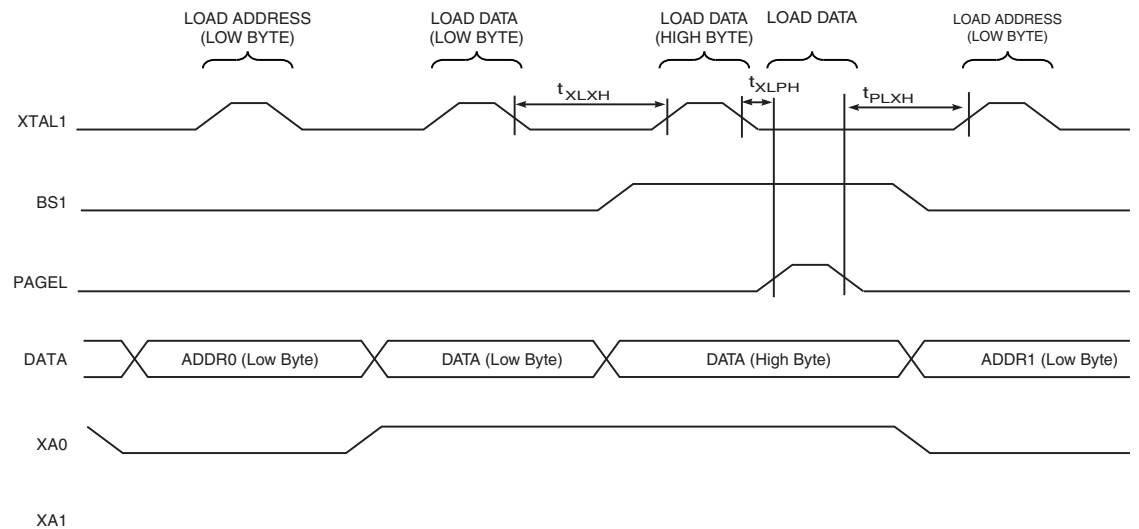 LOAD ADDRESS
(LOW BYTE)
LOAD DATA
(LOW BYTE)
LOAD DATA
(HIGH BYTE)
LOAD DATA
LOAD ADDRESS
(LOW BYTE)
tXLXH
tXLPH
tPLXH
XTAL1
BS1
PAGEL
DATA
ADDR0 (Low Byte)
DATA (Low Byte)
DATA (High Byte)
ADDR1 (Low Byte)
XA0
XA1